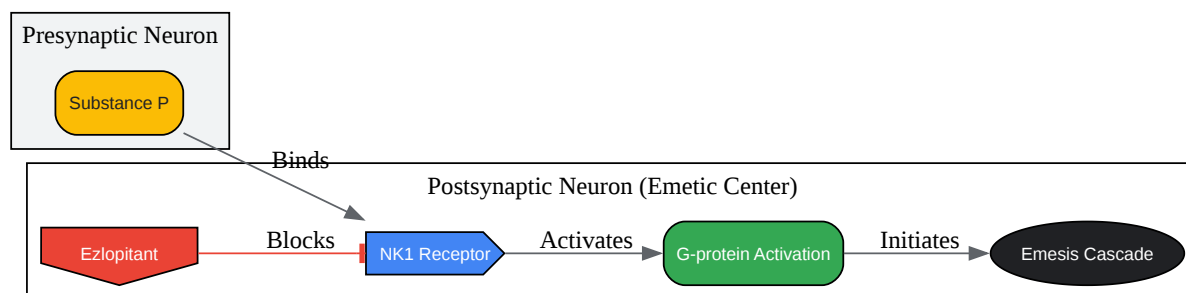 Presynaptic Neuron
Substance P
Binds
Postsynaptic Neuron (Emetic Center)
Ezlopitant
Blocks
NK1 Receptor
Activates
G-protein Activation
Initiates
Emesis Cascade